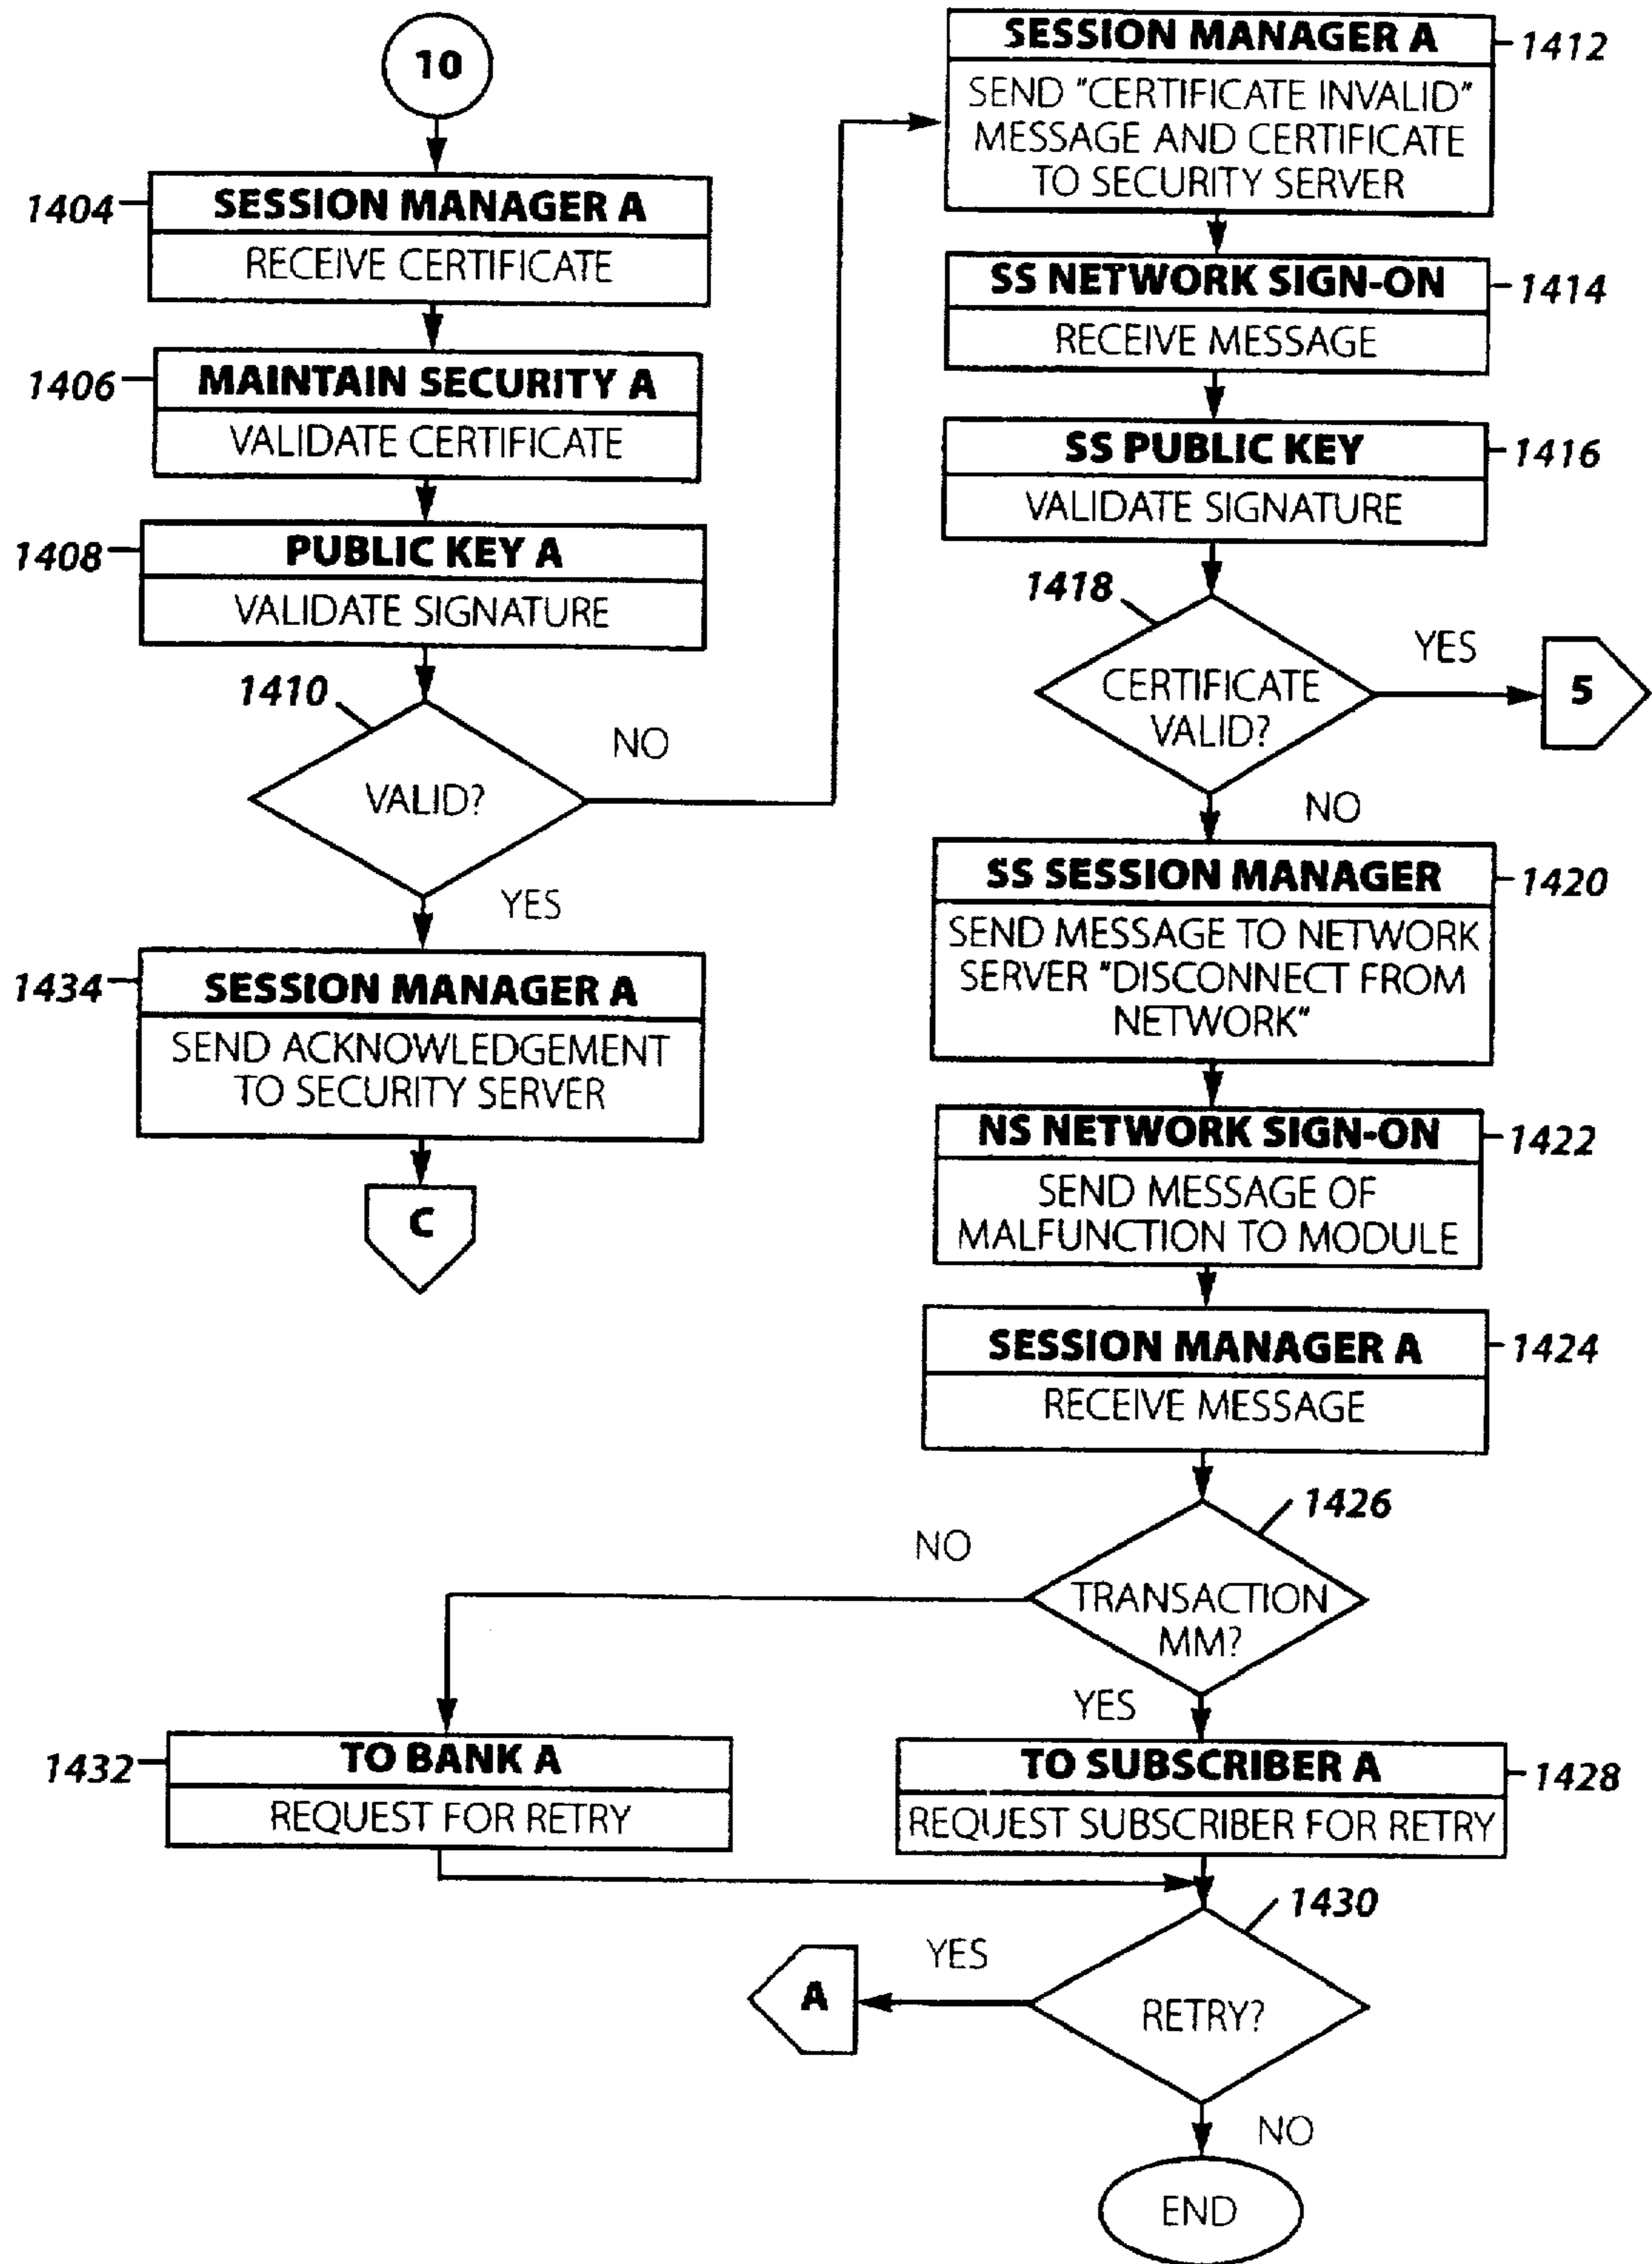 10
1404
SESSION MANAGER A
RECEIVE CERTIFICATE
1406
MAINTAIN SECURITY A
VALIDATE CERTIFICATE
1408
PUBLIC KEY A
VALIDATE SIGNATURE
1410
VALID?
NO
YES
1434
SESSION MANAGER A
SEND ACKNOWLEDGEMENT
TO SECURITY SERVER
C
SESSION MANAGER A
1412
SEND "CERTIFICATE INVALID"
MESSAGE AND CERTIFICATE
TO SECURITY SERVER
SS NETWORK SIGN-ON
1414
RECEIVE MESSAGE
SS PUBLIC KEY
1416
VALIDATE SIGNATURE
1418
CERTIFICATE
VALID?
YES
5
NO
SS SESSION MANAGER
1420
SEND MESSAGE TO NETWORK
SERVER "DISCONNECT FROM
NETWORK"
NS NETWORK SIGN-ON
1422
SEND MESSAGE OF
MALFUNCTION TO MODULE
SESSION MANAGER A
1424
RECEIVE MESSAGE
1426
TRANSACTION
MM?
NO
YES
1432
TO BANK A
REQUEST FOR RETRY
TO SUBSCRIBER A
1428
REQUEST SUBSCRIBER FOR RETRY
1430
RETRY?
YES
A
NO
END